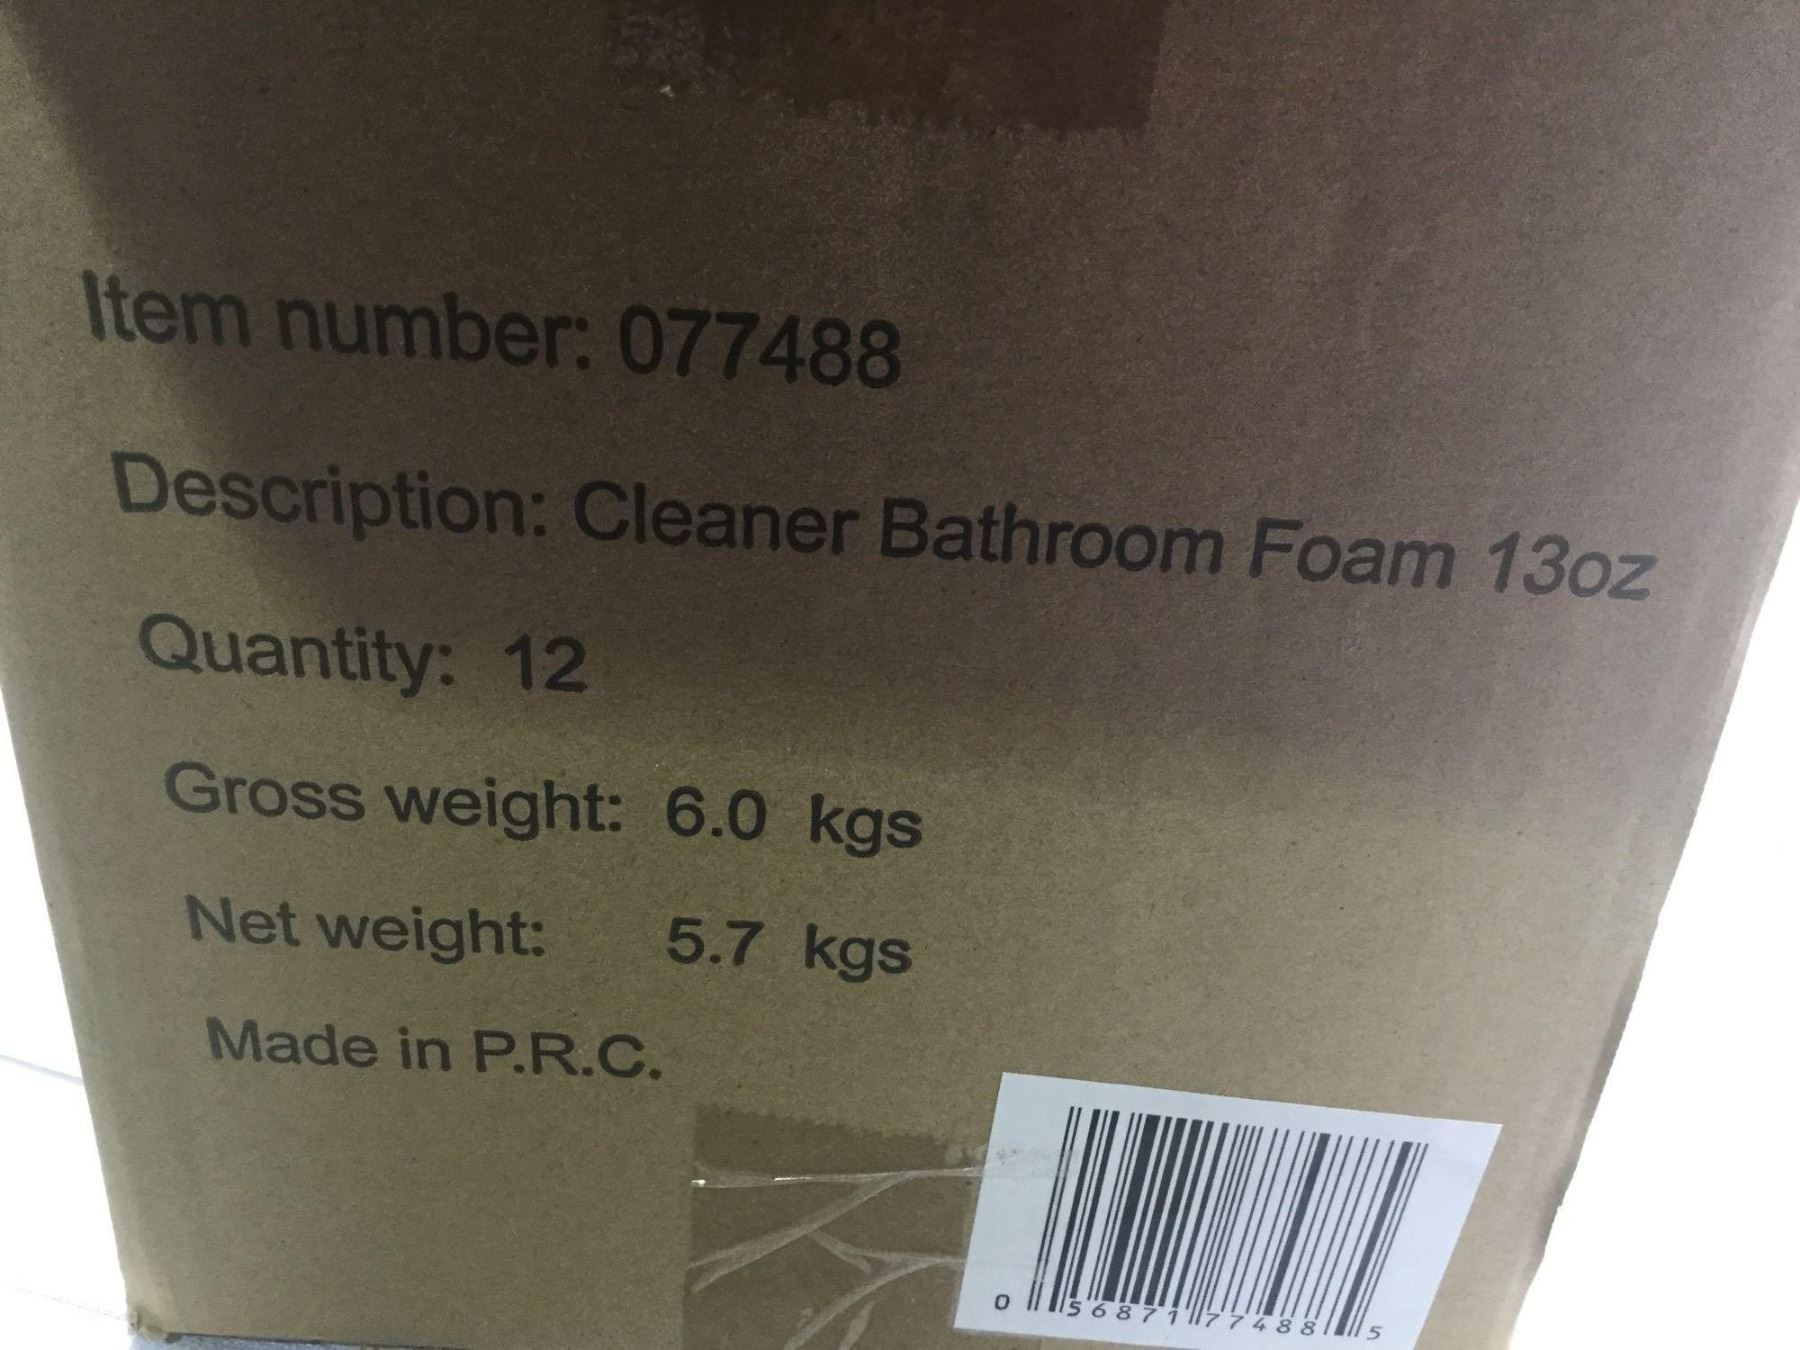 Item number: 077488
Description: Cleaner Bathroom Foam 13oz
Quantity: 12
Gross weight: 6.0 kgs
Net weight: 5.7 kgs
Made in P.R.C.
0 56871 77488 5